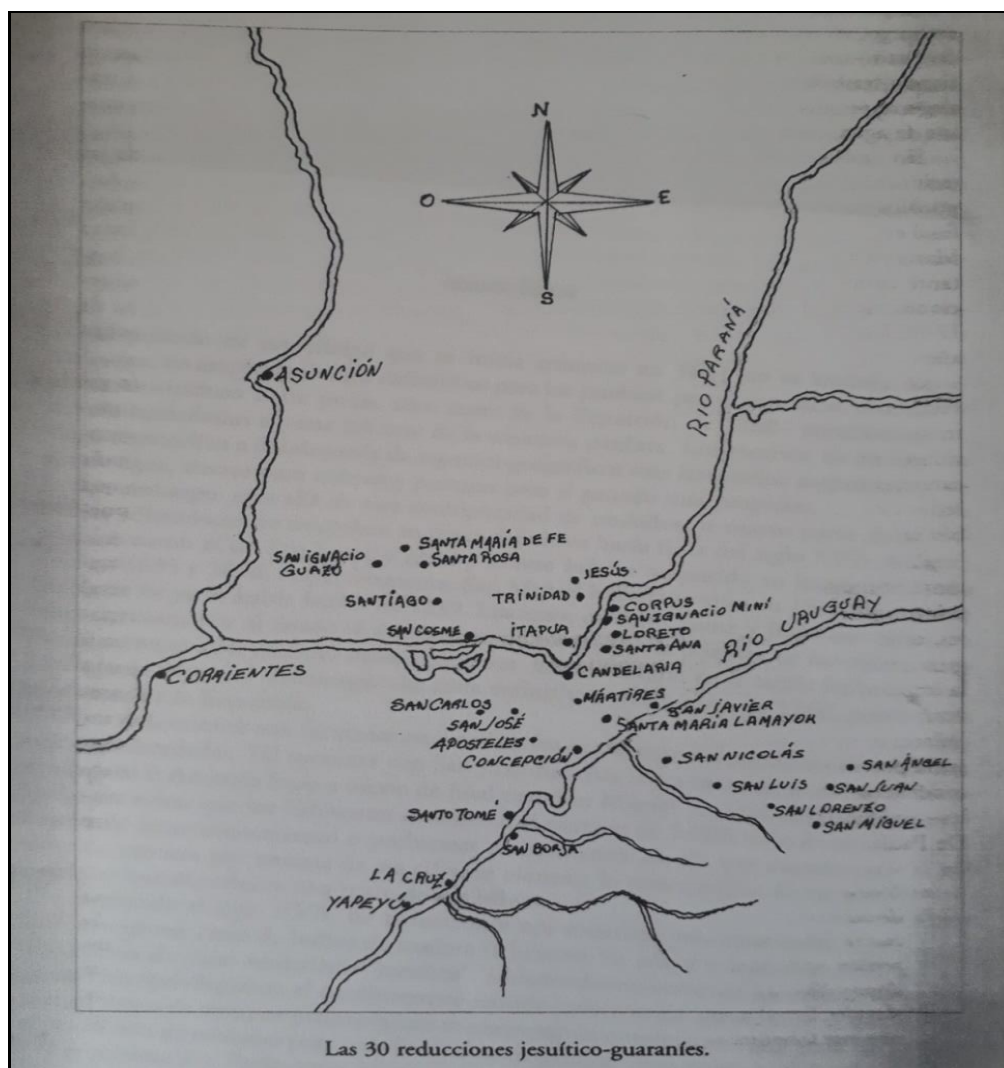 N
O
E
S
ASUNCIÓN
RIO PARANÁ
SANTA MARÍA DE FE
SAN IGNACIO
GUAZÚ
SANTA ROSA
JESÚS
TRINIDAD
SANTIAGO
CORPUS
SAN IGNACIO MINÍ
LORETO
SANTA ANA
RIO URUGUAY
SAN COSME
ITAPUA
CANDELARIA
CORRIENTES
MÁRTIRES
SAN JAVIER
SAN CARLOS
SAN JOSÉ
SANTA MARIA LA MAYOR
APOSTELES
CONCEPCIÓN
SAN NICOLÁS
SAN ÁNGEL
SAN LUIS
SAN JUAN
SAN LORENZO
SAN MIGUEL
SANTO TOMÉ
SAN BORJA
LA CRUZ
YAPEYÚ
Las 30 reducciones jesuítico-guaraníes.